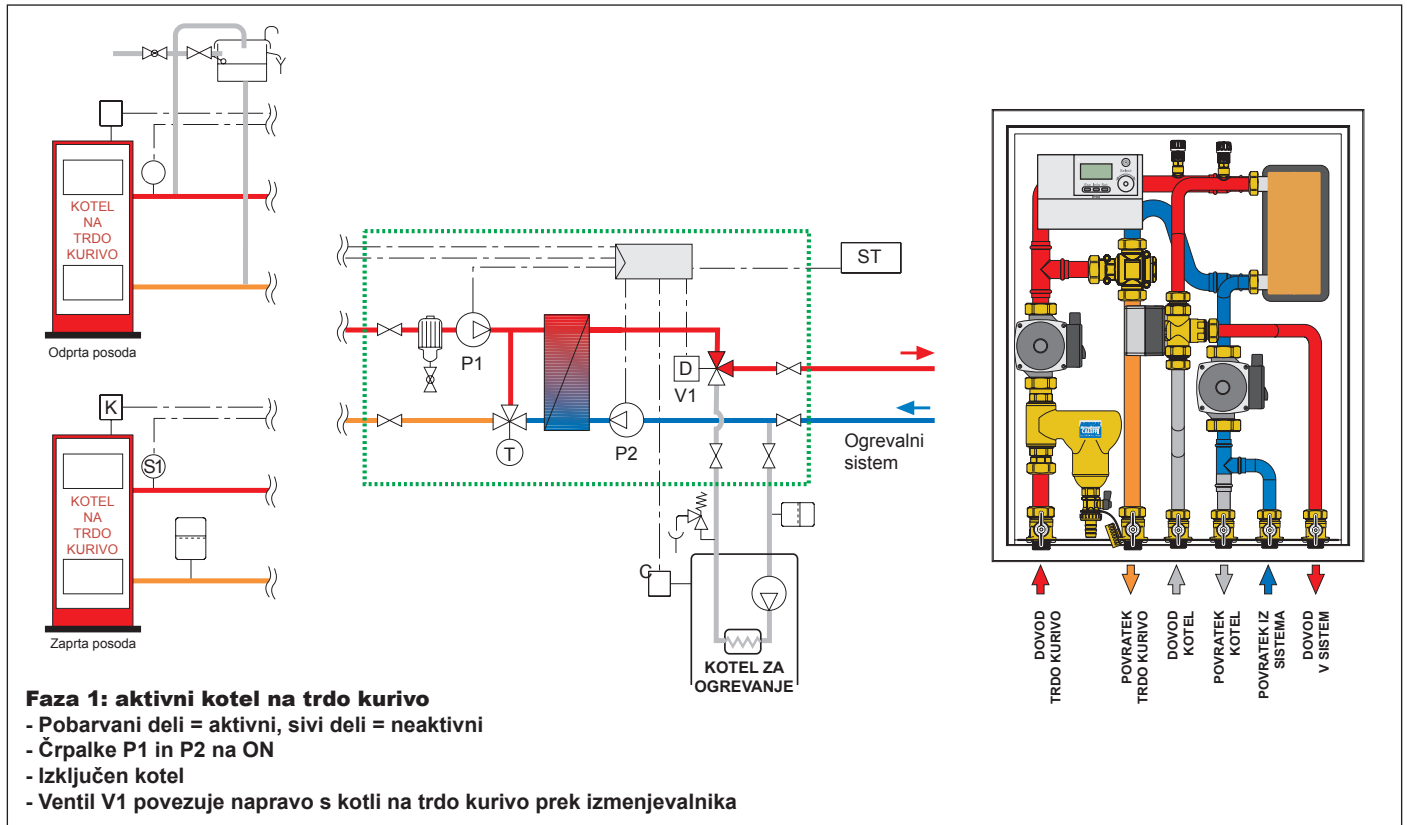 KOTEL
NA
TRDO
KURIVO
Odprta posoda
K
S1
KOTEL
NA
TRDO
KURIVO
Zaprta posoda
ST
P1
D
V1
T
P2
Ogrevalni
sistem
C
KOTEL ZA
OGREVANJE
DOVOD
TRDO KURIVO
POVRATEK
TRDO KURIVO
DOVOD
KOTEL
POVRATEK
KOTEL
POVRATEK IZ
SISTEMA
DOVOD
V SISTEM
Faza 1: aktivni kotel na trdo kurivo
- Pobarvani deli = aktivni, sivi deli = neaktivni
- Črpalke P1 in P2 na ON
- Izključen kotel
- Ventil V1 povezuje napravo s kotli na trdo kurivo prek izmenjevalnika